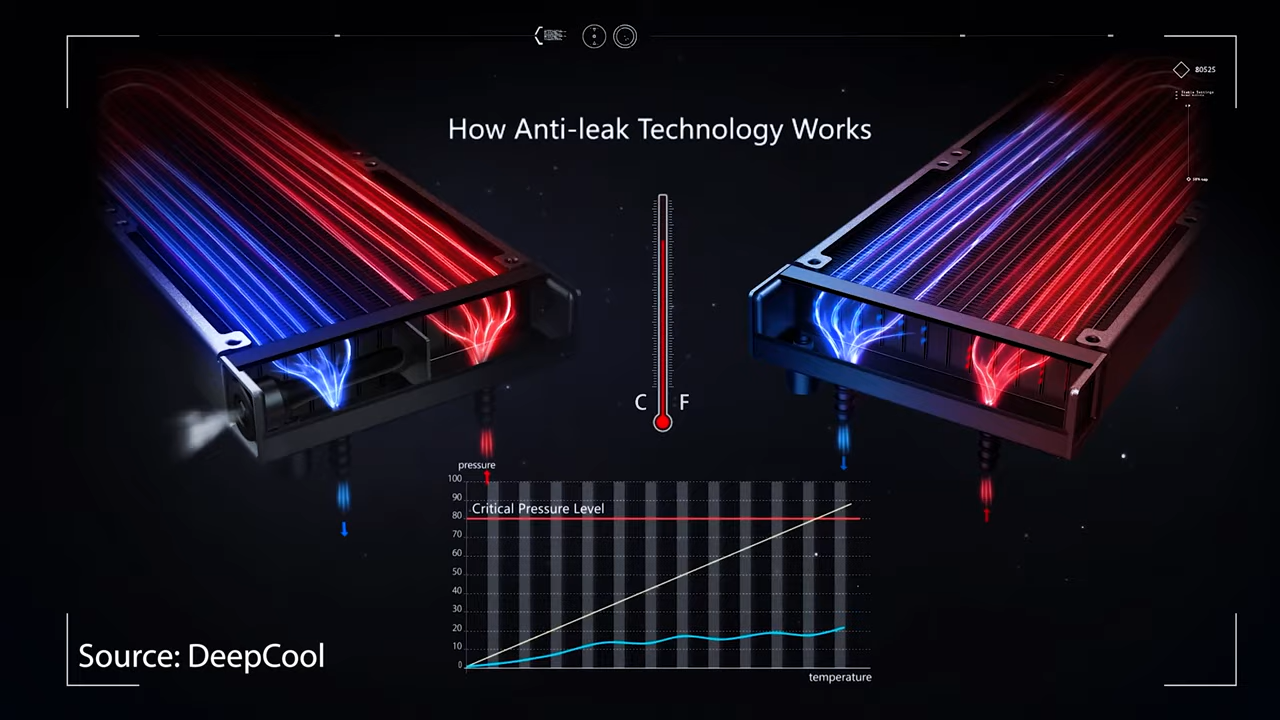 80525
How Anti-leak Technology Works
C F
pressure
100
90
Critical Pressure Level
80
70
60
50
40
30
20
10
0
temperature
Source: DeepCool